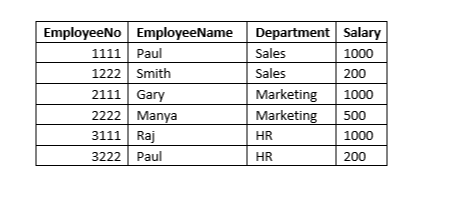 EmployeeNo EmployeeName Department Salary
1111 Paul Sales 1000
1222 Smith Sales 200
2111 Gary Marketing 1000
2222 Manya Marketing 500
3111 Raj HR 1000
3222 Paul HR 200